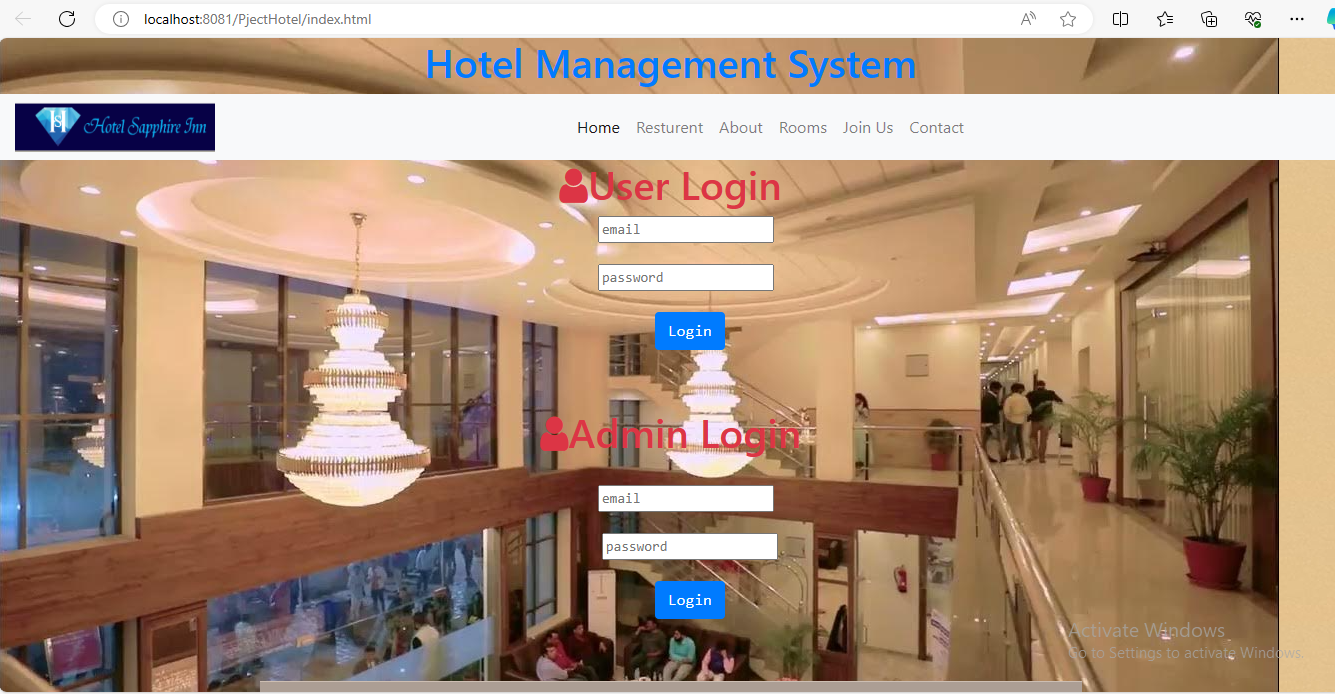 localhost:8081/PjectHotel/index.html
Hotel Management System
HS Hotel Sapphire Inn
Home Resturent About Rooms Join Us Contact
User Login
email
password
Login
Admin Login
email
password
Login
Activate Windows
Go to Settings to activate Windows.